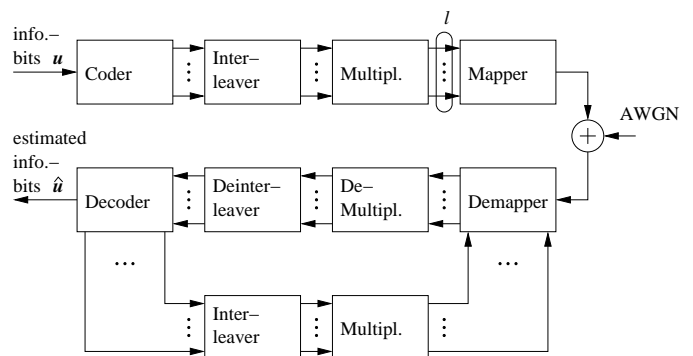 info.–
bits u
Coder
Inter–
leaver
Multipl.
l
Mapper
AWGN
+
estimated
info.–
bits û
Decoder
Deinter–
leaver
De–
Multipl.
Demapper
...
...
Inter–
leaver
Multipl.